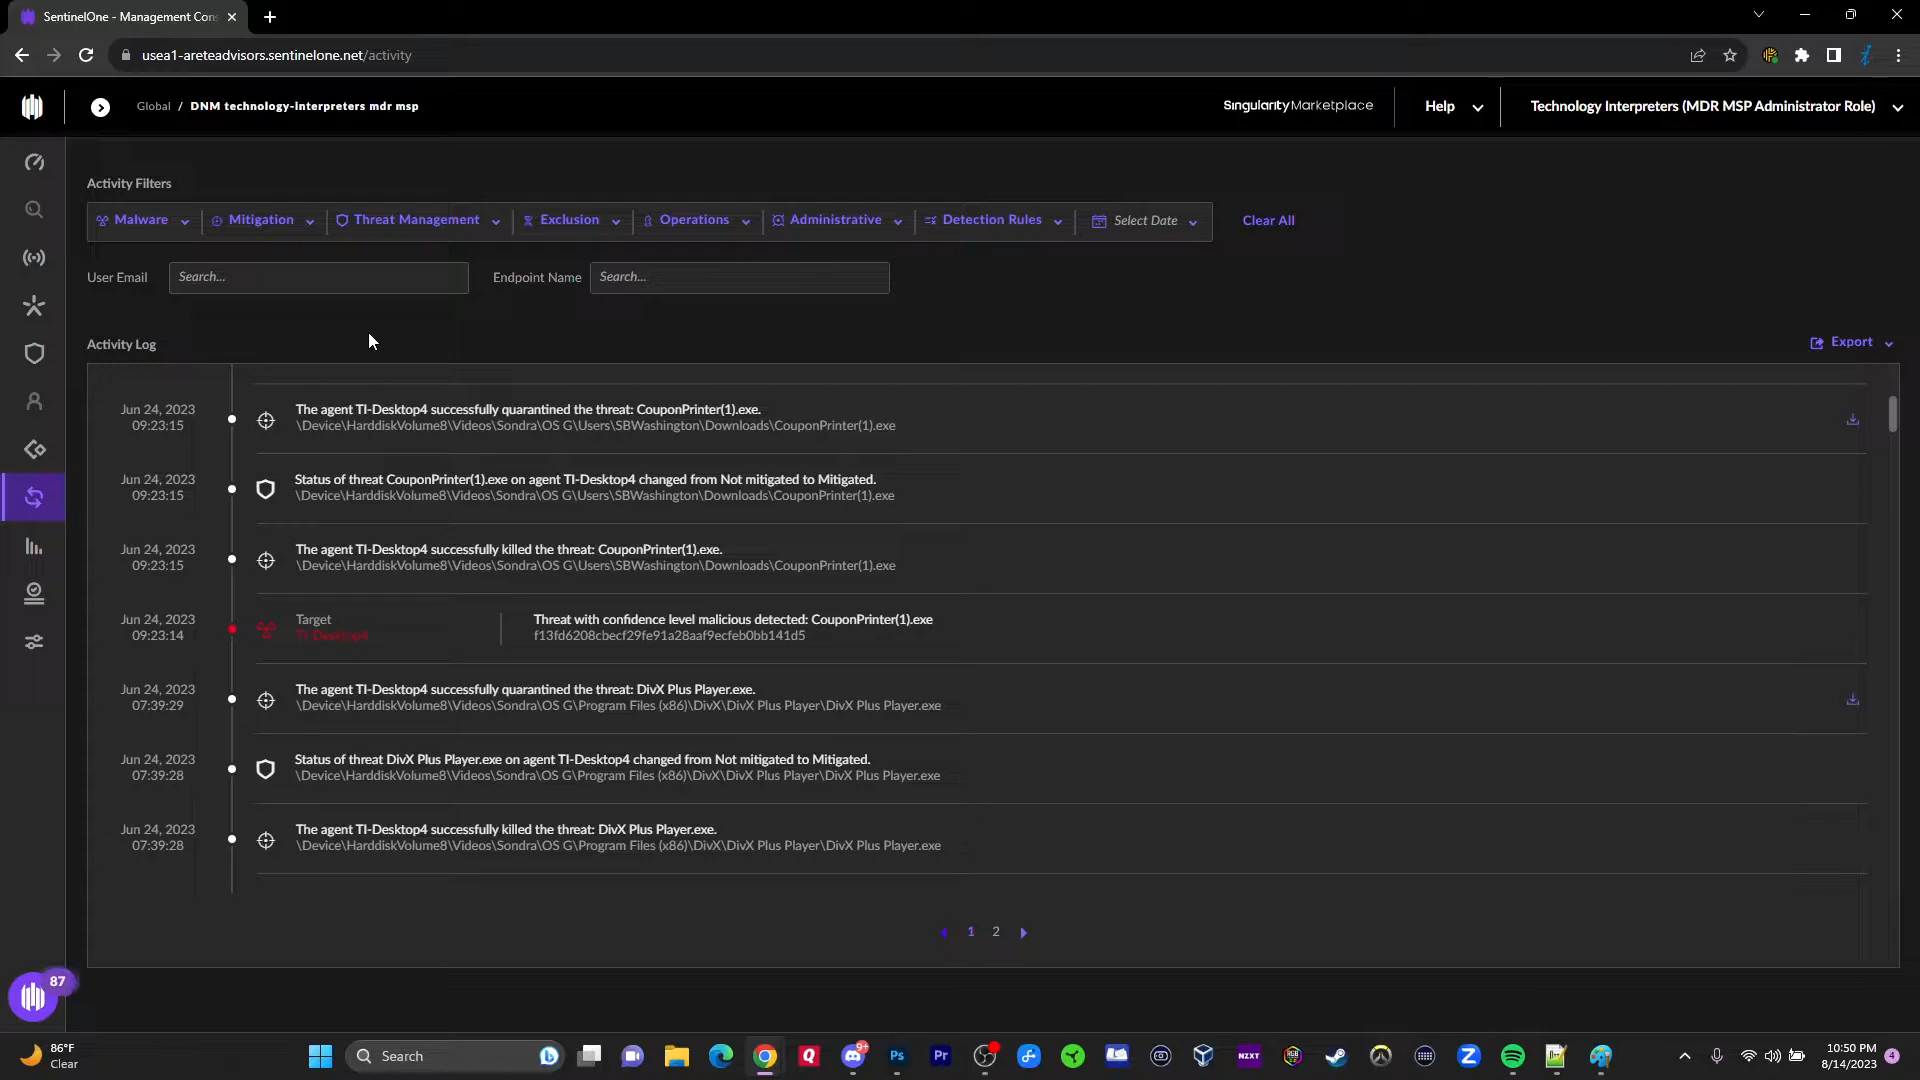 SentinelOne - Management Cons
usea1-areteadvisors.sentinelone.net/activity
Global / DNM technology-interpreters mdr msp
Singularity Marketplace
Help
Technology Interpreters (MDR MSP Administrator Role)
Activity Filters
Malware
Mitigation
Threat Management
Exclusion
Operations
Administrative
Detection Rules
Select Date
Clear All
User Email
Search...
Endpoint Name
Search...
Activity Log
Export
Jun 24, 2023
09:23:15
The agent TI-Desktop4 successfully quarantined the threat: CouponPrinter(1).exe.
\Device\HarddiskVolume8\Videos\Sondra\OS G\Users\SBWashington\Downloads\CouponPrinter(1).exe
Jun 24, 2023
09:23:15
Status of threat CouponPrinter(1).exe on agent TI-Desktop4 changed from Not mitigated to Mitigated.
\Device\HarddiskVolume8\Videos\Sondra\OS G\Users\SBWashington\Downloads\CouponPrinter(1).exe
Jun 24, 2023
09:23:15
The agent TI-Desktop4 successfully killed the threat: CouponPrinter(1).exe.
\Device\HarddiskVolume8\Videos\Sondra\OS G\Users\SBWashington\Downloads\CouponPrinter(1).exe
Jun 24, 2023
09:23:14
Target
TI-Desktop4
Threat with confidence level malicious detected: CouponPrinter(1).exe
f13fd6208cbecf29fe91a28aaf9ecfeb0bb141d5
Jun 24, 2023
07:39:29
The agent TI-Desktop4 successfully quarantined the threat: DivX Plus Player.exe.
\Device\HarddiskVolume8\Videos\Sondra\OS G\Program Files (x86)\DivX\DivX Plus Player\DivX Plus Player.exe
Jun 24, 2023
07:39:28
Status of threat DivX Plus Player.exe on agent TI-Desktop4 changed from Not mitigated to Mitigated.
\Device\HarddiskVolume8\Videos\Sondra\OS G\Program Files (x86)\DivX\DivX Plus Player\DivX Plus Player.exe
Jun 24, 2023
07:39:28
The agent TI-Desktop4 successfully killed the threat: DivX Plus Player.exe.
\Device\HarddiskVolume8\Videos\Sondra\OS G\Program Files (x86)\DivX\DivX Plus Player\DivX Plus Player.exe
1 2
87
86°F
Clear
Search
Q
9+
Ps
Pr
NZXT
Z
10:50 PM
8/14/2023
4